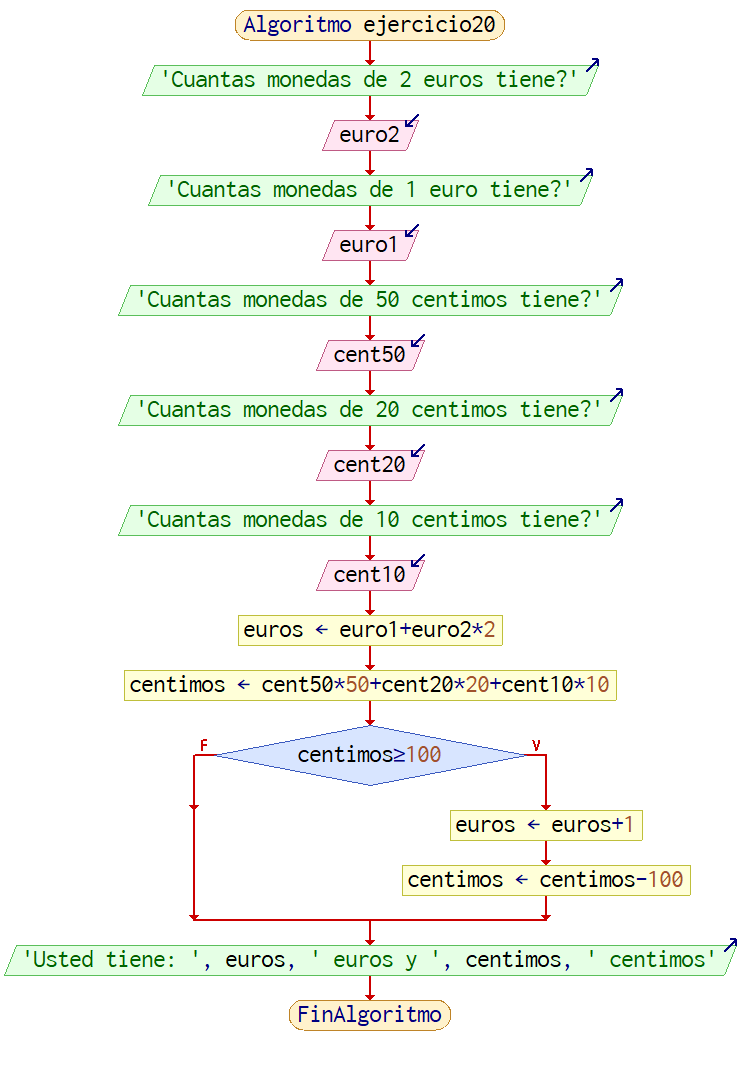 Algoritmo ejercicio20
'Cuantas monedas de 2 euros tiene?'
euro2
'Cuantas monedas de 1 euro tiene?'
euro1
'Cuantas monedas de 50 centimos tiene?'
cent50
'Cuantas monedas de 20 centimos tiene?'
cent20
'Cuantas monedas de 10 centimos tiene?'
cent10
euros ← euro1+euro2*2
centimos ← cent50*50+cent20*20+cent10*10
F
V
centimos≥100
euros ← euros+1
centimos ← centimos-100
'Usted tiene: ', euros, ' euros y ', centimos, ' centimos'
FinAlgoritmo